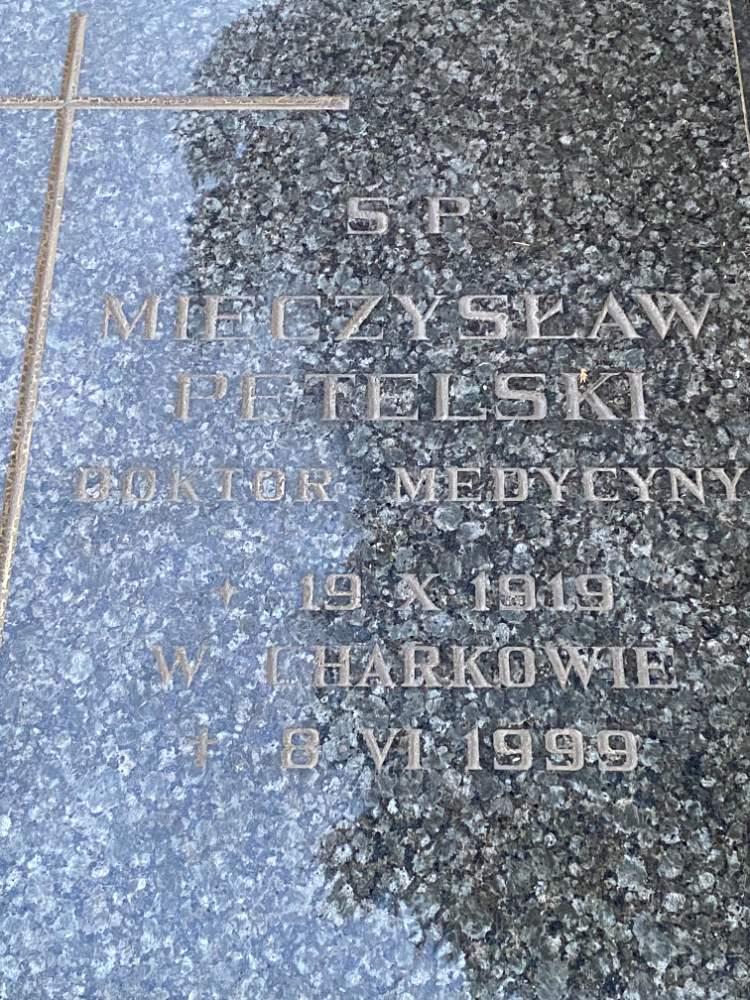 S P
MIECZYSŁAW
PETELSKI
DOKTOR MEDYCYNY
* 19 X 1919
W CHARKOWIE
† 8 VI 1999